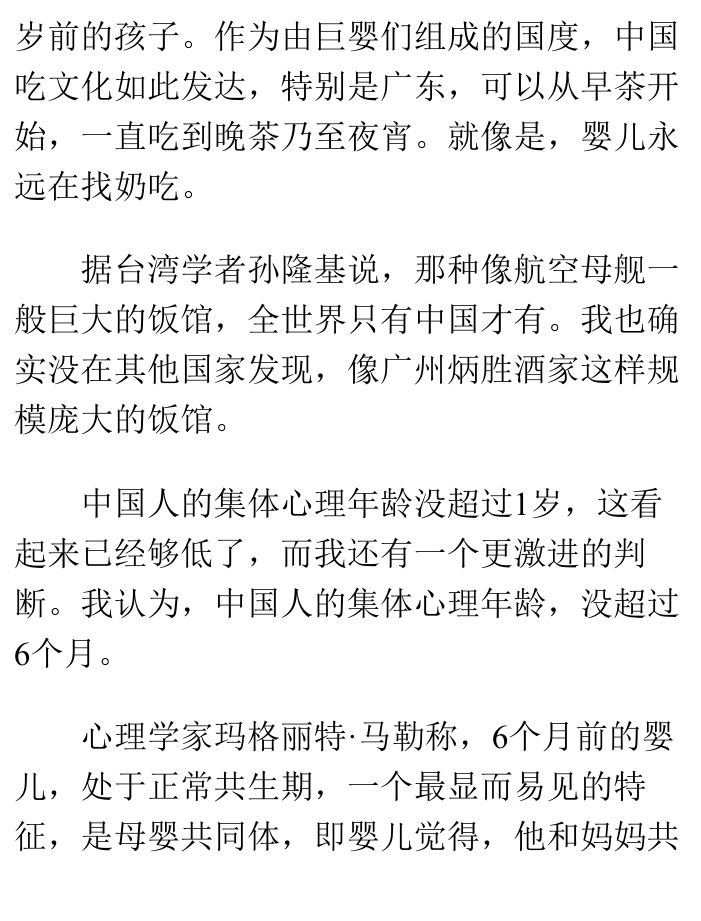 岁前的孩子。作为由巨婴们组成的国度，中国
吃文化如此发达，特别是广东，可以从早茶开
始，一直吃到晚茶乃至夜宵。就像是，婴儿永
远在找奶吃。
据台湾学者孙隆基说，那种像航空母舰一
般巨大的饭馆，全世界只有中国才有。我也确
实没在其他国家发现，像广州炳胜酒家这样规
模庞大的饭馆。
中国人的集体心理年龄没超过1岁，这看
起来已经够低了，而我还有一个更激进的判
断。我认为，中国人的集体心理年龄，没超过
6个月。
心理学家玛格丽特·马勒称，6个月前的婴
儿，处于正常共生期，一个最显而易见的特
征，是母婴共同体，即婴儿觉得，他和妈妈共